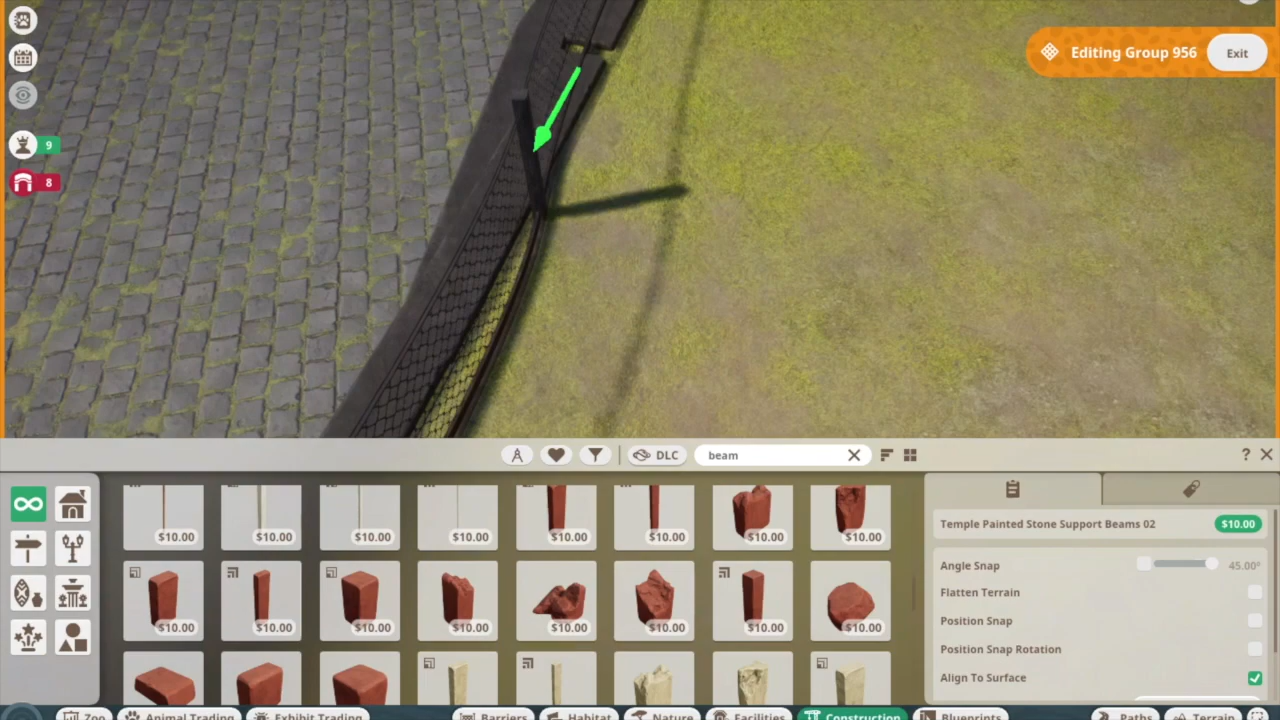 Editing Group 956
Exit
9
8
DLC
beam
?
$10.00 $10.00 $10.00 $10.00 $10.00 $10.00 $10.00 $10.00
$10.00 $10.00 $10.00 $10.00 $10.00 $10.00 $10.00 $10.00
Temple Painted Stone Support Beams 02 $10.00
Angle Snap 45.00°
Flatten Terrain
Position Snap
Position Snap Rotation
Align To Surface
Zoo Animal Trading Exhibit Trading Barriers Habitat Nature Facilities Construction Blueprints Paths Terrain